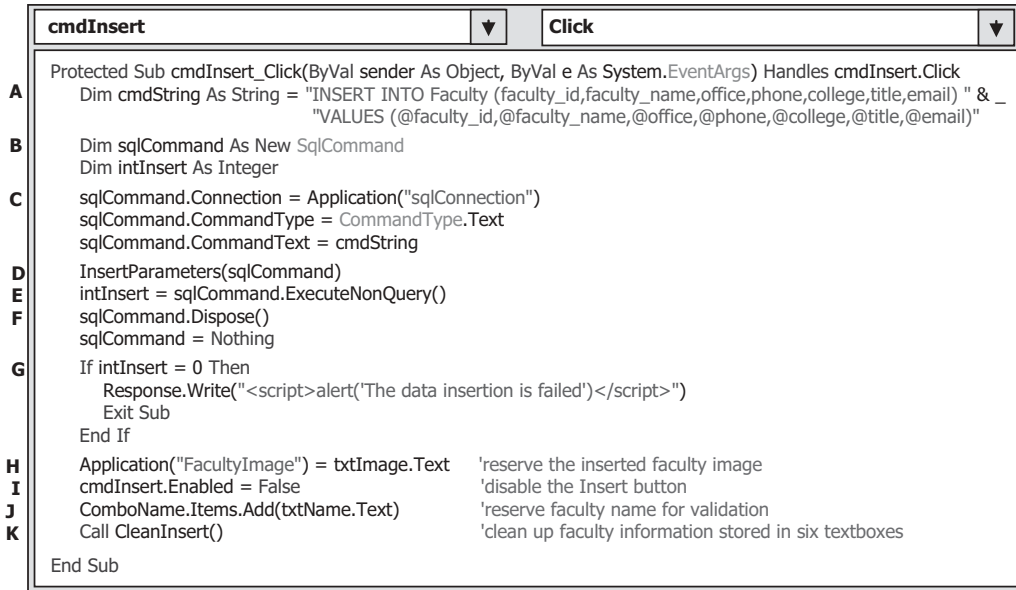 cmdInsert Click
Protected Sub cmdInsert_Click(ByVal sender As Object, ByVal e As System.EventArgs) Handles cmdInsert.Click
A Dim cmdString As String = "INSERT INTO Faculty (faculty_id,faculty_name,office,phone,college,title,email) " & _
"VALUES (@faculty_id,@faculty_name,@office,@phone,@college,@title,@email)"
B Dim sqlCommand As New SqlCommand
Dim intInsert As Integer
C sqlCommand.Connection = Application("sqlConnection")
sqlCommand.CommandType = CommandType.Text
sqlCommand.CommandText = cmdString
D InsertParameters(sqlCommand)
E intInsert = sqlCommand.ExecuteNonQuery()
F sqlCommand.Dispose()
sqlCommand = Nothing
G If intInsert = 0 Then
Response.Write("<script>alert('The data insertion is failed')</script>")
Exit Sub
End If
H Application("FacultyImage") = txtImage.Text 'reserve the inserted faculty image
I cmdInsert.Enabled = False 'disable the Insert button
J ComboName.Items.Add(txtName.Text) 'reserve faculty name for validation
K Call CleanInsert() 'clean up faculty information stored in six textboxes
End Sub